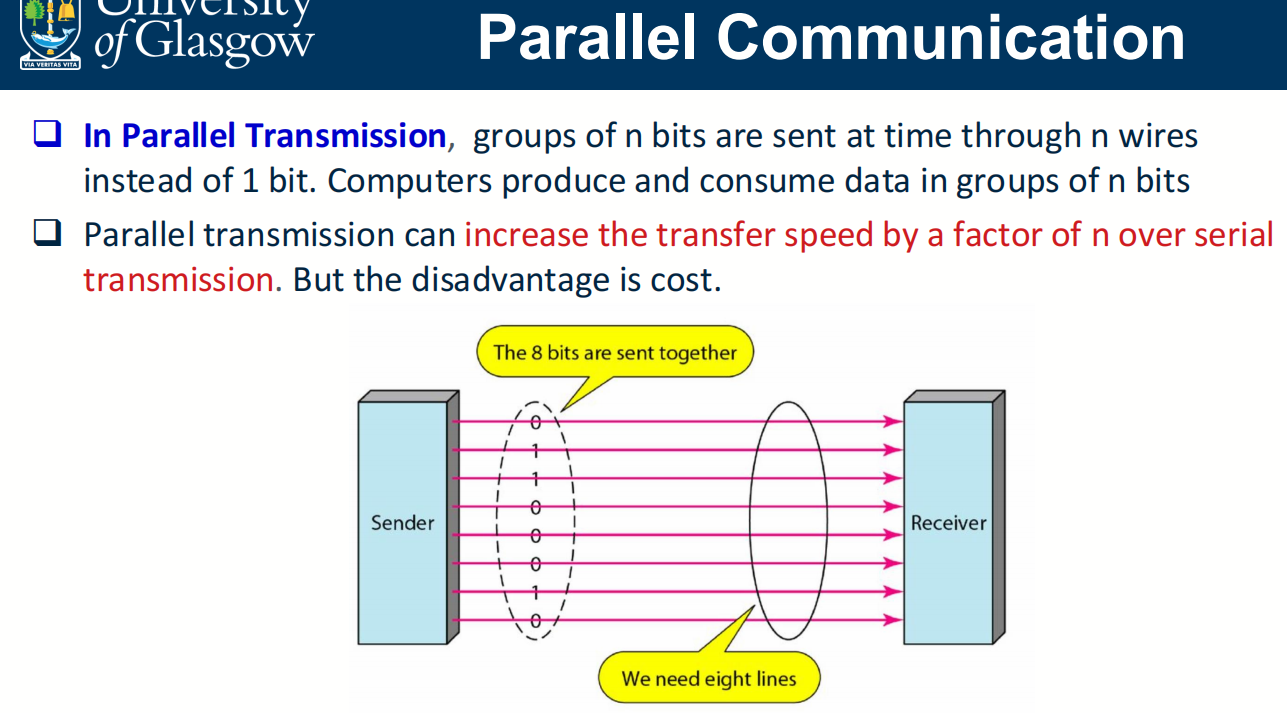 University
of Glasgow
VIA VERITAS VITA
Parallel Communication
In Parallel Transmission, groups of n bits are sent at time through n wires
instead of 1 bit. Computers produce and consume data in groups of n bits
Parallel transmission can increase the transfer speed by a factor of n over serial
transmission. But the disadvantage is cost.
The 8 bits are sent together
0
1
1
0
0
0
1
0
Sender
Receiver
We need eight lines